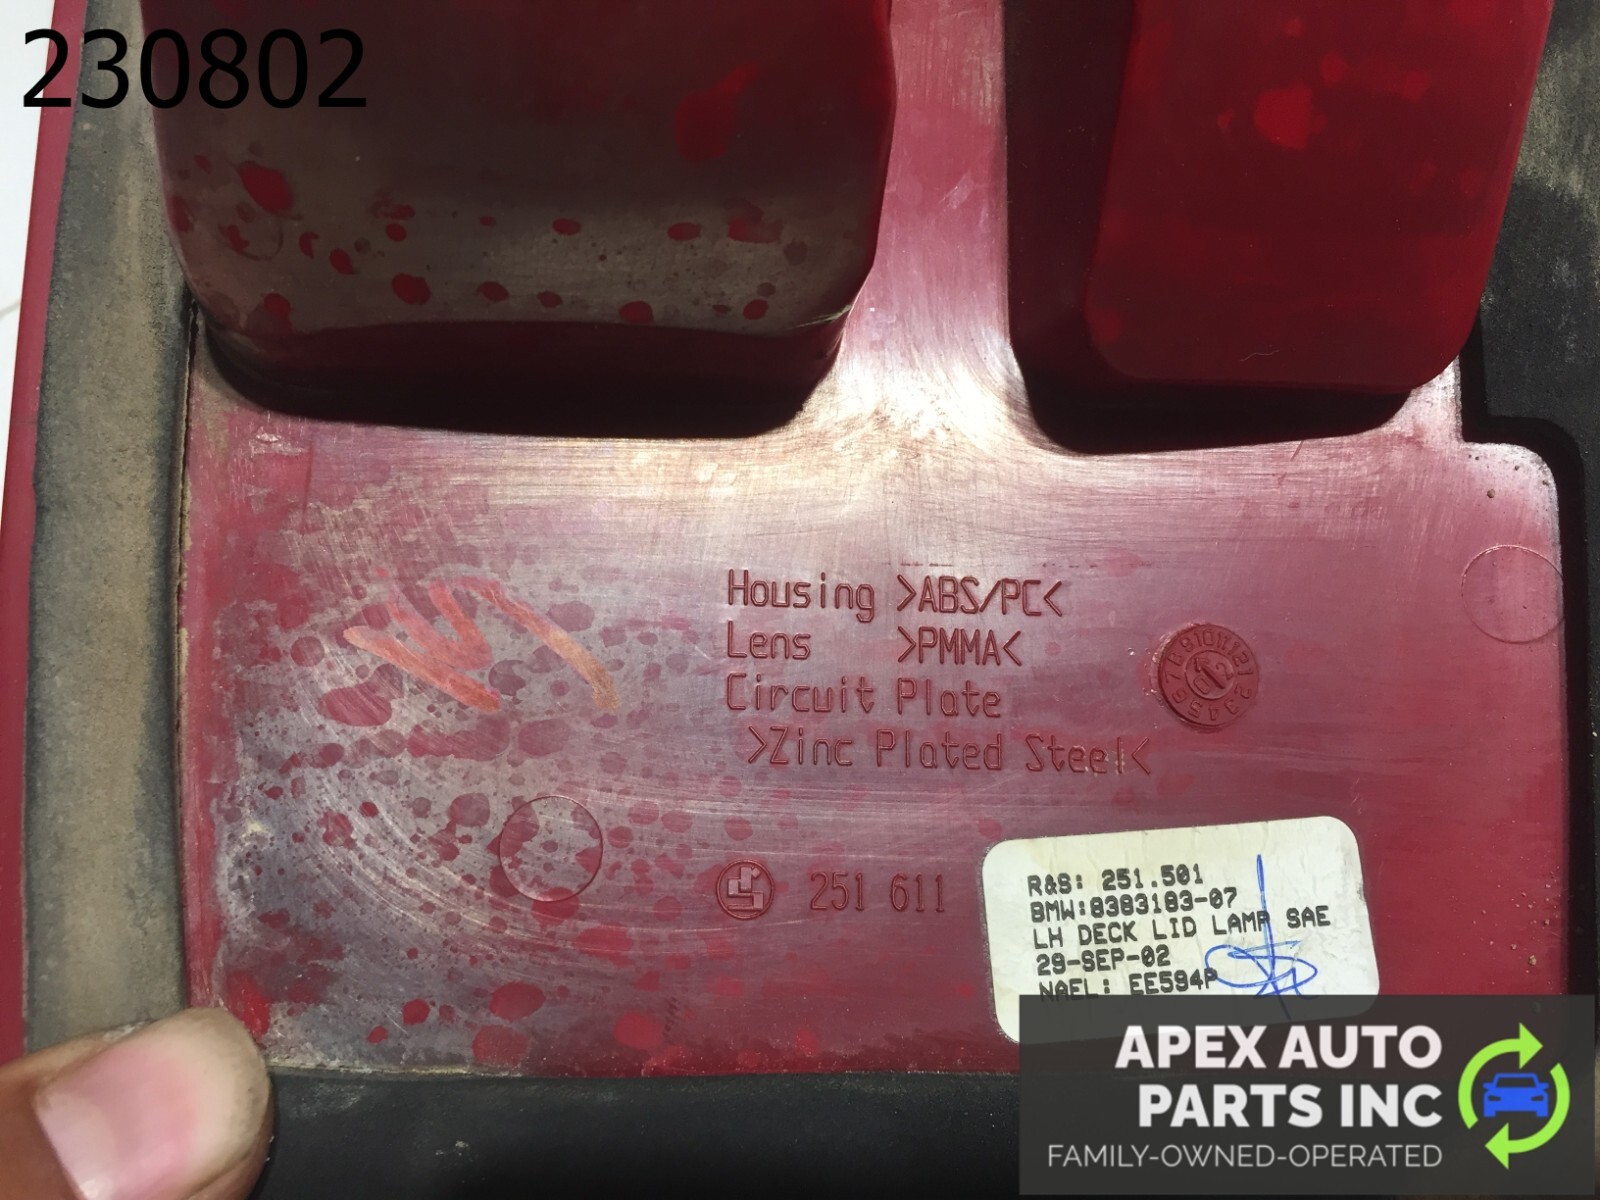 230802
Housing >ABS/PC<
Lens >PMMA<
Circuit Plate
>Zinc Plated Steel<
251 611
R&S: 251.501
BMW:8383183-07
LH DECK LID LAMP SAE
29-SEP-02
NAEL: EE594P
APEX AUTO
PARTS INC
FAMILY-OWNED-OPERATED